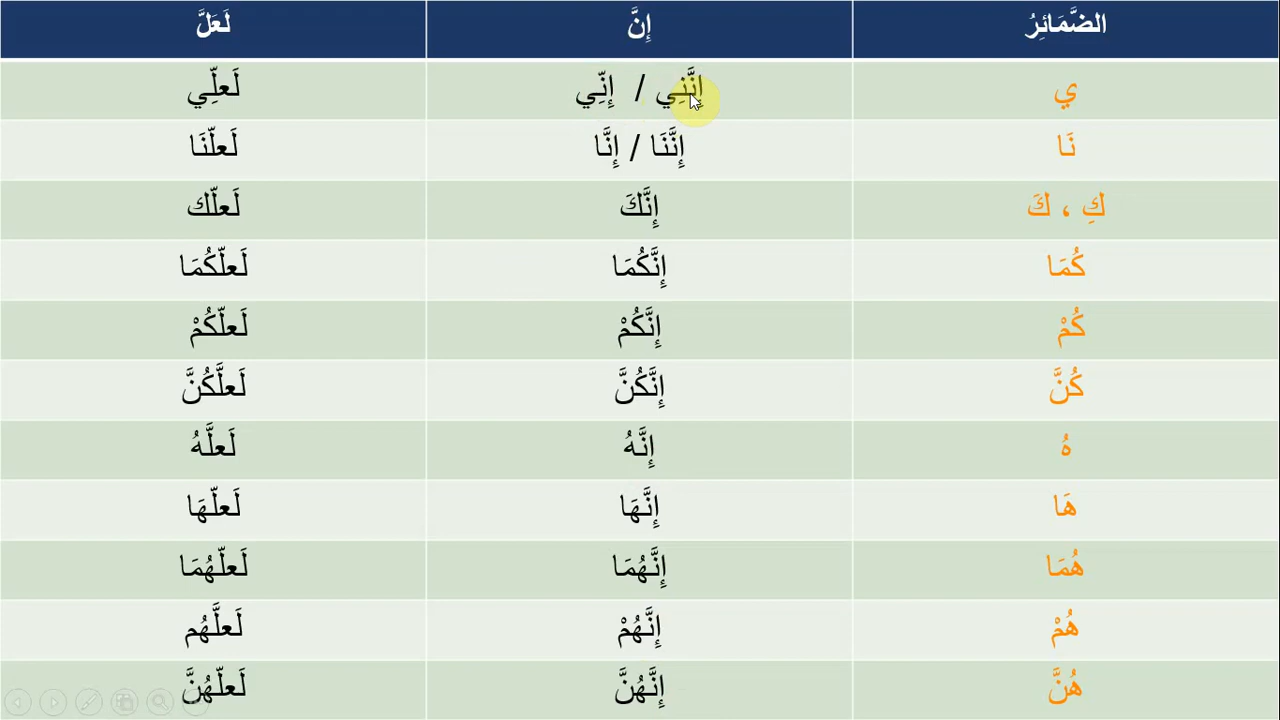 الضَّمَائِرُ إِنَّ لَعَلَّ
ي إِنَّنِي / إِنِّي لَعلِّي
نَا إِنَّنَا / إِنَّا لَعلّنَا
كِ ، كَ إِنَّكَ لَعلّك
كُمَا إِنَّكُمَا لَعلّكُمَا
كُمْ إِنَّكُمْ لَعلّكُمْ
كُنَّ إِنَّكُنَّ لَعلَّكُنَّ
هُ إِنَّهُ لَعلَّهُ
هَا إِنَّهَا لَعلّهَا
هُمَا إِنَّهُمَا لَعلّهُمَا
هُمْ إِنَّهُمْ لَعلَّهُم
هُنَّ إِنَّهُنَّ لَعلّهُنَّ